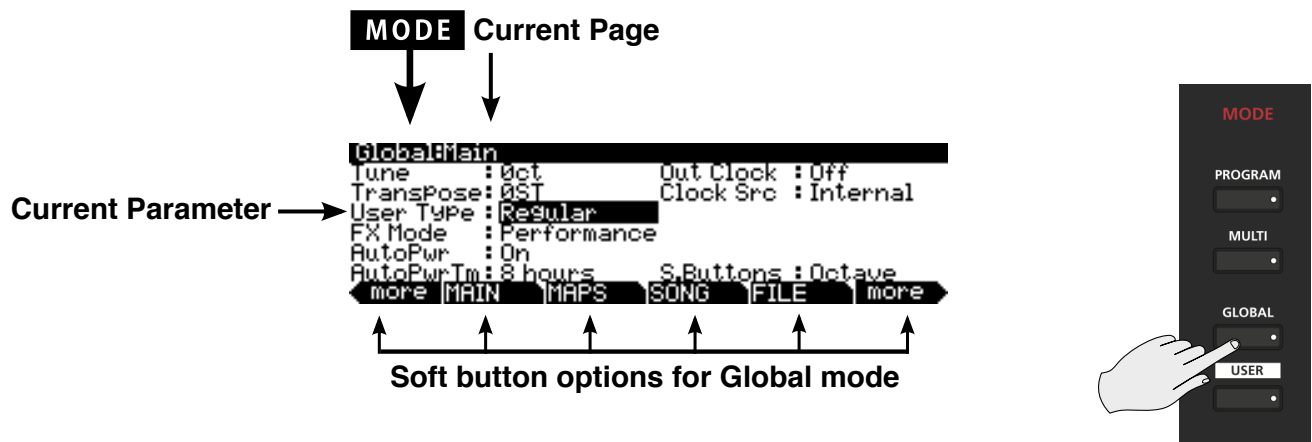 MODE Current Page
Global:Main
Tune :0ct Out Clock :Off
Transpose:0ST Clock Src :Internal
Current Parameter
User Type:Regular
FX Mode :Performance
AutoPwr :On
AutoPwrTm:8 hours S.Buttons :Octave
more MAIN MAPS SONG FILE more
Soft button options for Global mode
MODE
PROGRAM
MULTI
GLOBAL
USER